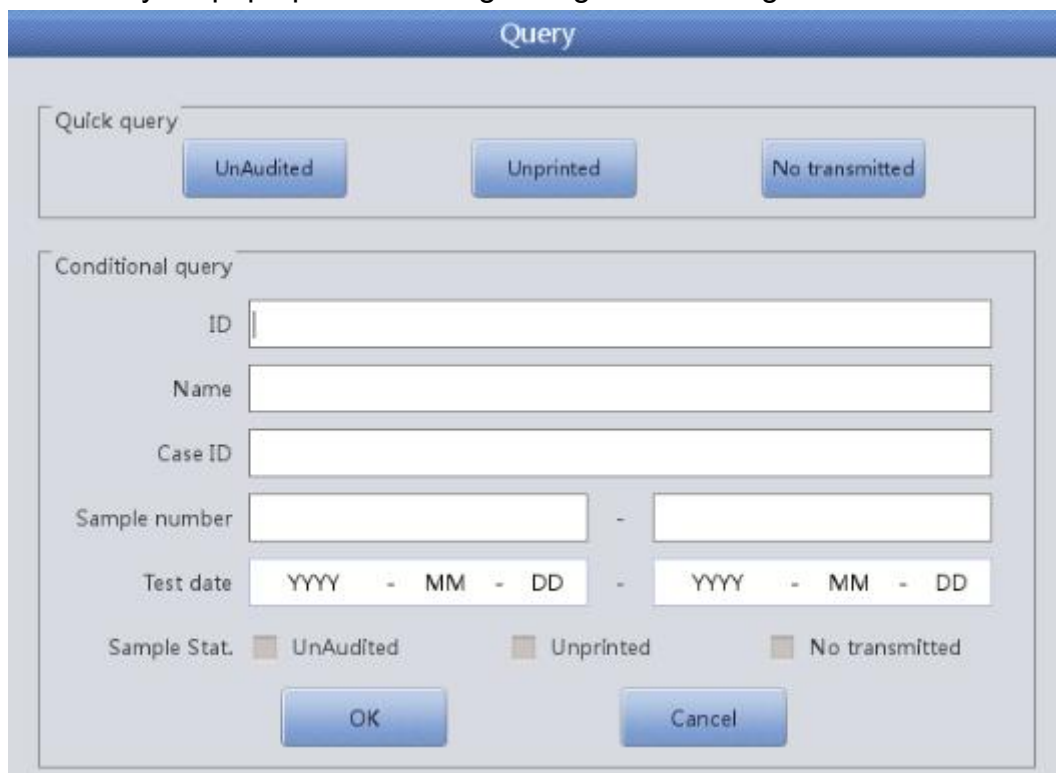 Query
Quick query
UnAudited Unprinted No transmitted
Conditional query
ID
Name
Case ID
Sample number -
Test date YYYY - MM - DD - YYYY - MM - DD
Sample Stat. UnAudited Unprinted No transmitted
OK Cancel